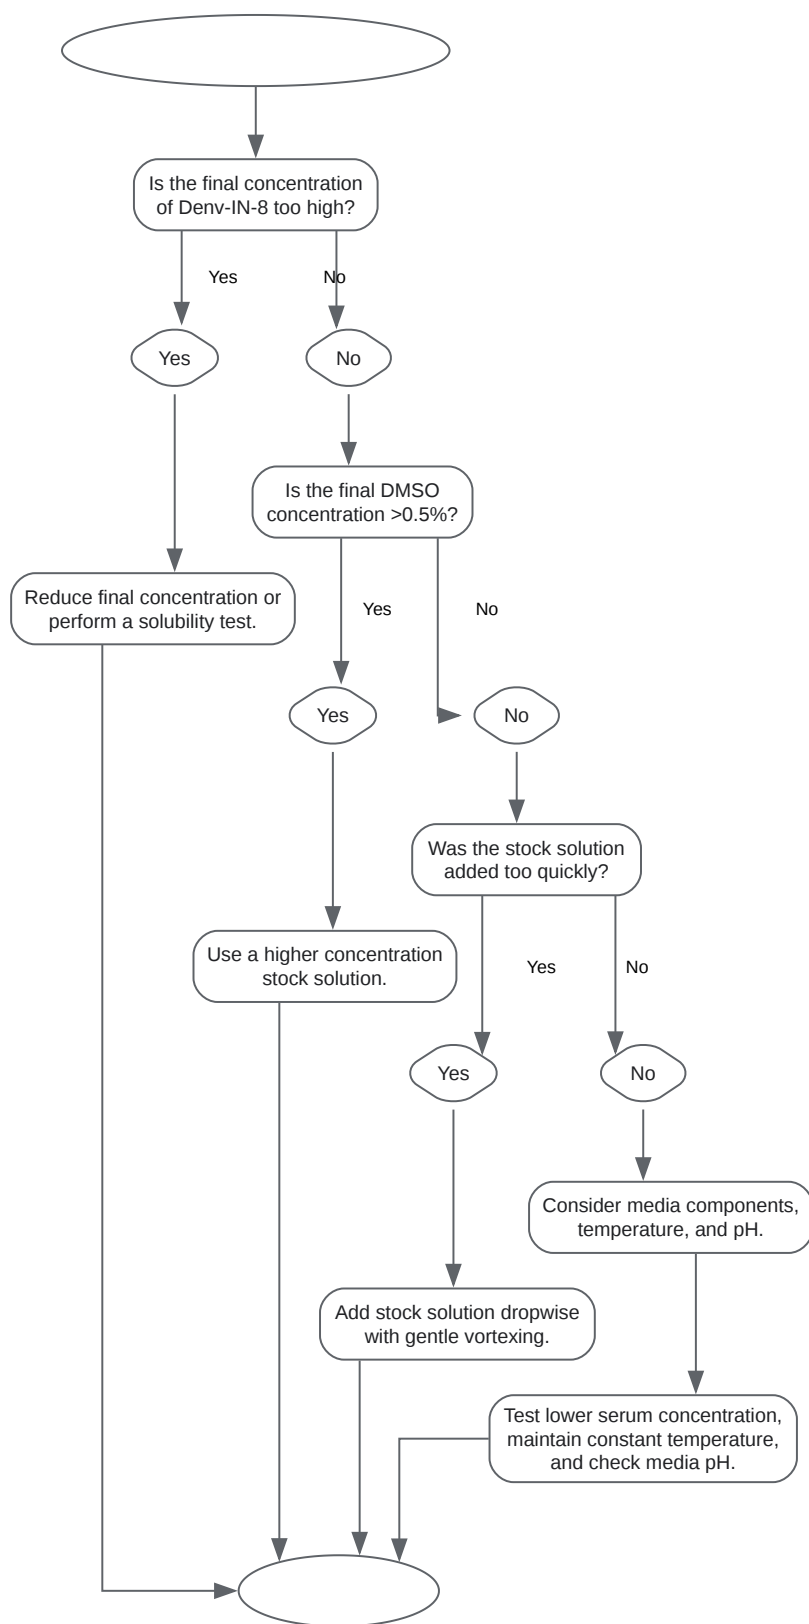 Is the final concentration
of Denv-IN-8 too high?
Yes
No
Yes
No
Is the final DMSO
concentration >0.5%?
Reduce final concentration or
perform a solubility test.
Yes
No
Yes
No
Was the stock solution
added too quickly?
Use a higher concentration
stock solution.
Yes
No
Yes
No
Consider media components,
temperature, and pH.
Add stock solution dropwise
with gentle vortexing.
Test lower serum concentration,
maintain constant temperature,
and check media pH.